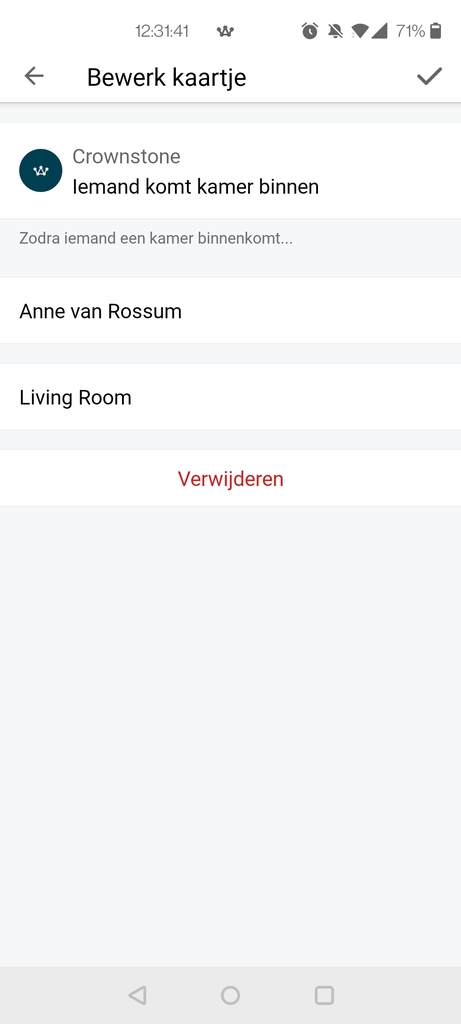 12:31:41
71%
Bewerk kaartje
Crownstone
Iemand komt kamer binnen
Zodra iemand een kamer binnenkomt...
Anne van Rossum
Living Room
Verwijderen